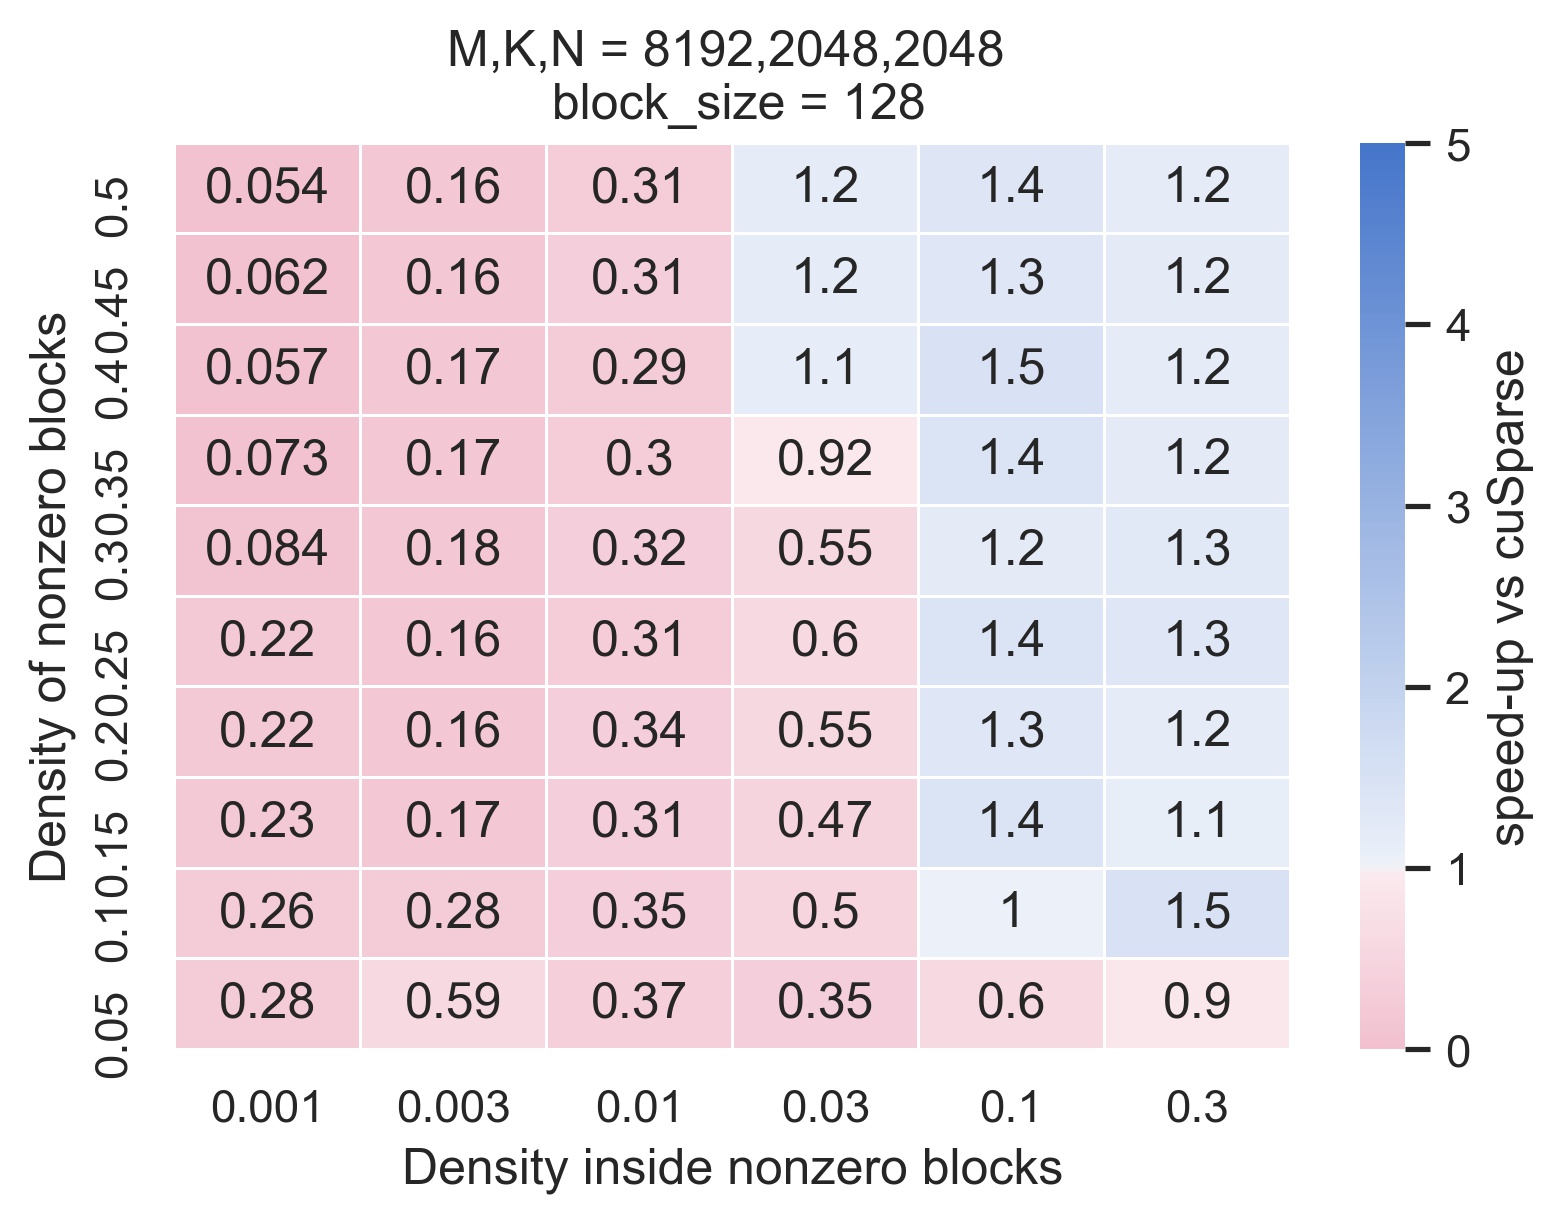 M,K,N = 8192,2048,2048
block_size = 128
Density of nonzero blocks
0.5 0.054 0.16 0.31 1.2 1.4 1.2
0.45 0.062 0.16 0.31 1.2 1.3 1.2
0.4 0.057 0.17 0.29 1.1 1.5 1.2
0.35 0.073 0.17 0.3 0.92 1.4 1.2
0.3 0.084 0.18 0.32 0.55 1.2 1.3
0.25 0.22 0.16 0.31 0.6 1.4 1.3
0.2 0.22 0.16 0.34 0.55 1.3 1.2
0.15 0.23 0.17 0.31 0.47 1.4 1.1
0.1 0.26 0.28 0.35 0.5 1 1.5
0.05 0.28 0.59 0.37 0.35 0.6 0.9
0.001 0.003 0.01 0.03 0.1 0.3
Density inside nonzero blocks
5
4
3
2
1
0
speed-up vs cuSparse